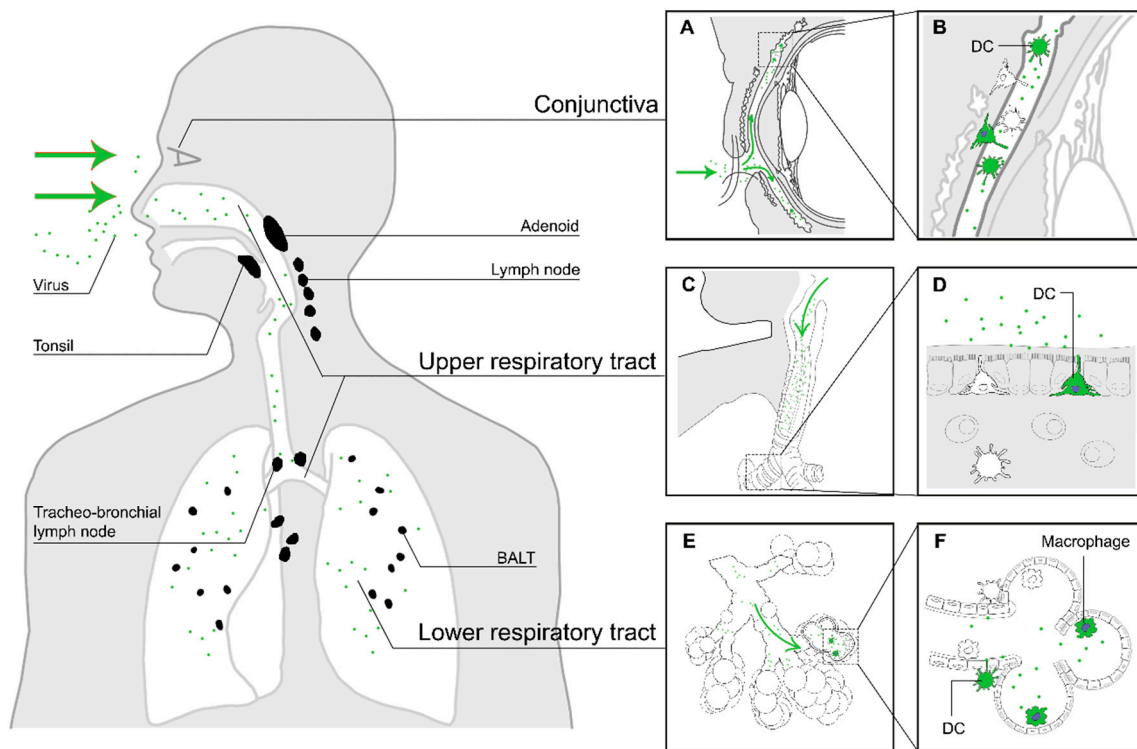 Conjunctiva
Adenoid
Lymph node
Virus
Tonsil
Upper respiratory tract
Tracheo-bronchial
lymph node
BALT
Lower respiratory tract
A
B
DC
C
D
DC
E
F
Macrophage
DC